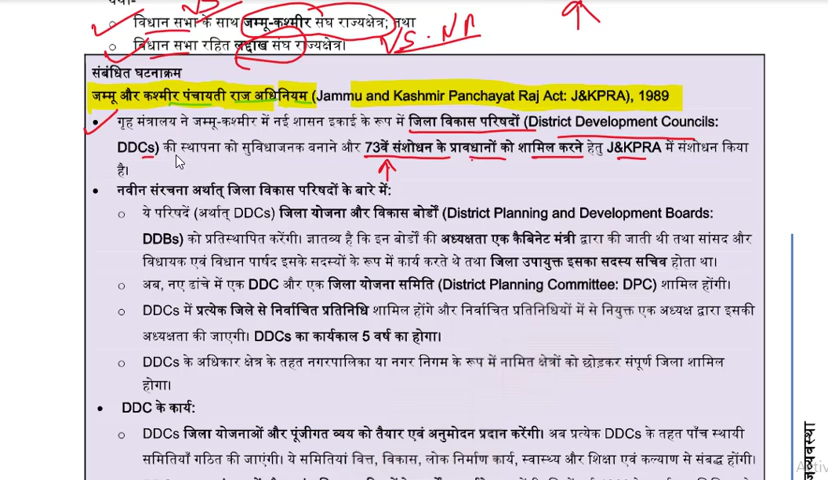 ○ विधान सभा के साथ जम्मू-कश्मीर संघ राज्यक्षेत्र; तथा
○ विधान सभा रहित लद्दाख संघ राज्यक्षेत्र।
VS. NA
संबंधित घटनाक्रम
जम्मू और कश्मीर पंचायती राज अधिनियम (Jammu and Kashmir Panchayat Raj Act: J&KPRA), 1989
• गृह मंत्रालय ने जम्मू-कश्मीर में नई शासन इकाई के रूप में जिला विकास परिषदों (District Development Councils:
DDCs) की स्थापना को सुविधाजनक बनाने और 73वें संशोधन के प्रावधानों को शामिल करने हेतु J&KPRA में संशोधन किया
है।
• नवीन संरचना अर्थात् जिला विकास परिषदों के बारे में:
○ ये परिषदें (अर्थात् DDCs) जिला योजना और विकास बोर्डों (District Planning and Development Boards:
DDBs) को प्रतिस्थापित करेंगी। ज्ञातव्य है कि इन बोर्डों की अध्यक्षता एक कैबिनेट मंत्री द्वारा की जाती थी तथा सांसद और
विधायक एवं विधान पार्षद इसके सदस्यों के रूप में कार्य करते थे तथा जिला उपायुक्त इसका सदस्य सचिव होता था।
○ अब, नए ढांचे में एक DDC और एक जिला योजना समिति (District Planning Committee: DPC) शामिल होंगी।
○ DDCs में प्रत्येक जिले से निर्वाचित प्रतिनिधि शामिल होंगे और निर्वाचित प्रतिनिधियों में से नियुक्त एक अध्यक्ष द्वारा इसकी
अध्यक्षता की जाएगी। DDCs का कार्यकाल 5 वर्ष का होगा।
○ DDCs के अधिकार क्षेत्र के तहत नगरपालिका या नगर निगम के रूप में नामित क्षेत्रों को छोड़कर संपूर्ण जिला शामिल
होगा।
• DDC के कार्य:
○ DDCs जिला योजनाओं और पूंजीगत व्यय को तैयार एवं अनुमोदन प्रदान करेंगी। अब प्रत्येक DDCs के तहत पाँच स्थायी
समितियाँ गठित की जाएंगी। ये समितियां वित्त, विकास, लोक निर्माण कार्य, स्वास्थ्य और शिक्षा एवं कल्याण से संबद्ध होंगी।